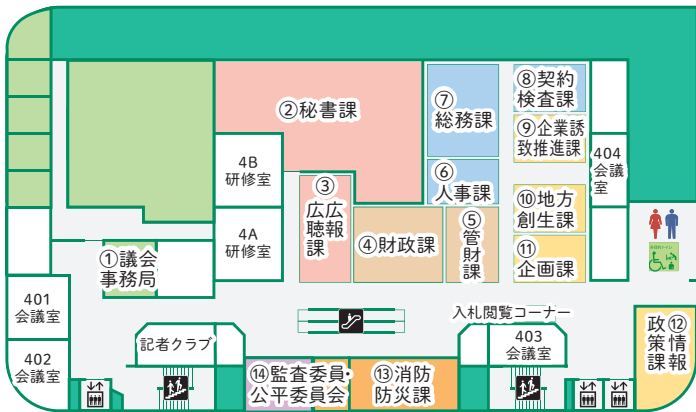 ②秘書課
⑦
総務課
⑧契約
検査課
⑨企業誘
致推進課
404
会議
室
4B
研修室
③
広広
聴報
課
⑥
人事課
⑩地方
創生課
4A
研修室
④財政課
⑤
管
財
課
⑪
企画課
①議会
事務局
401
会議室
402
会議室
記者クラブ
入札閲覧コーナー
403
会議室
政⑫
策情
課報
⑭監査委員・
公平委員会
⑬消防
防災課